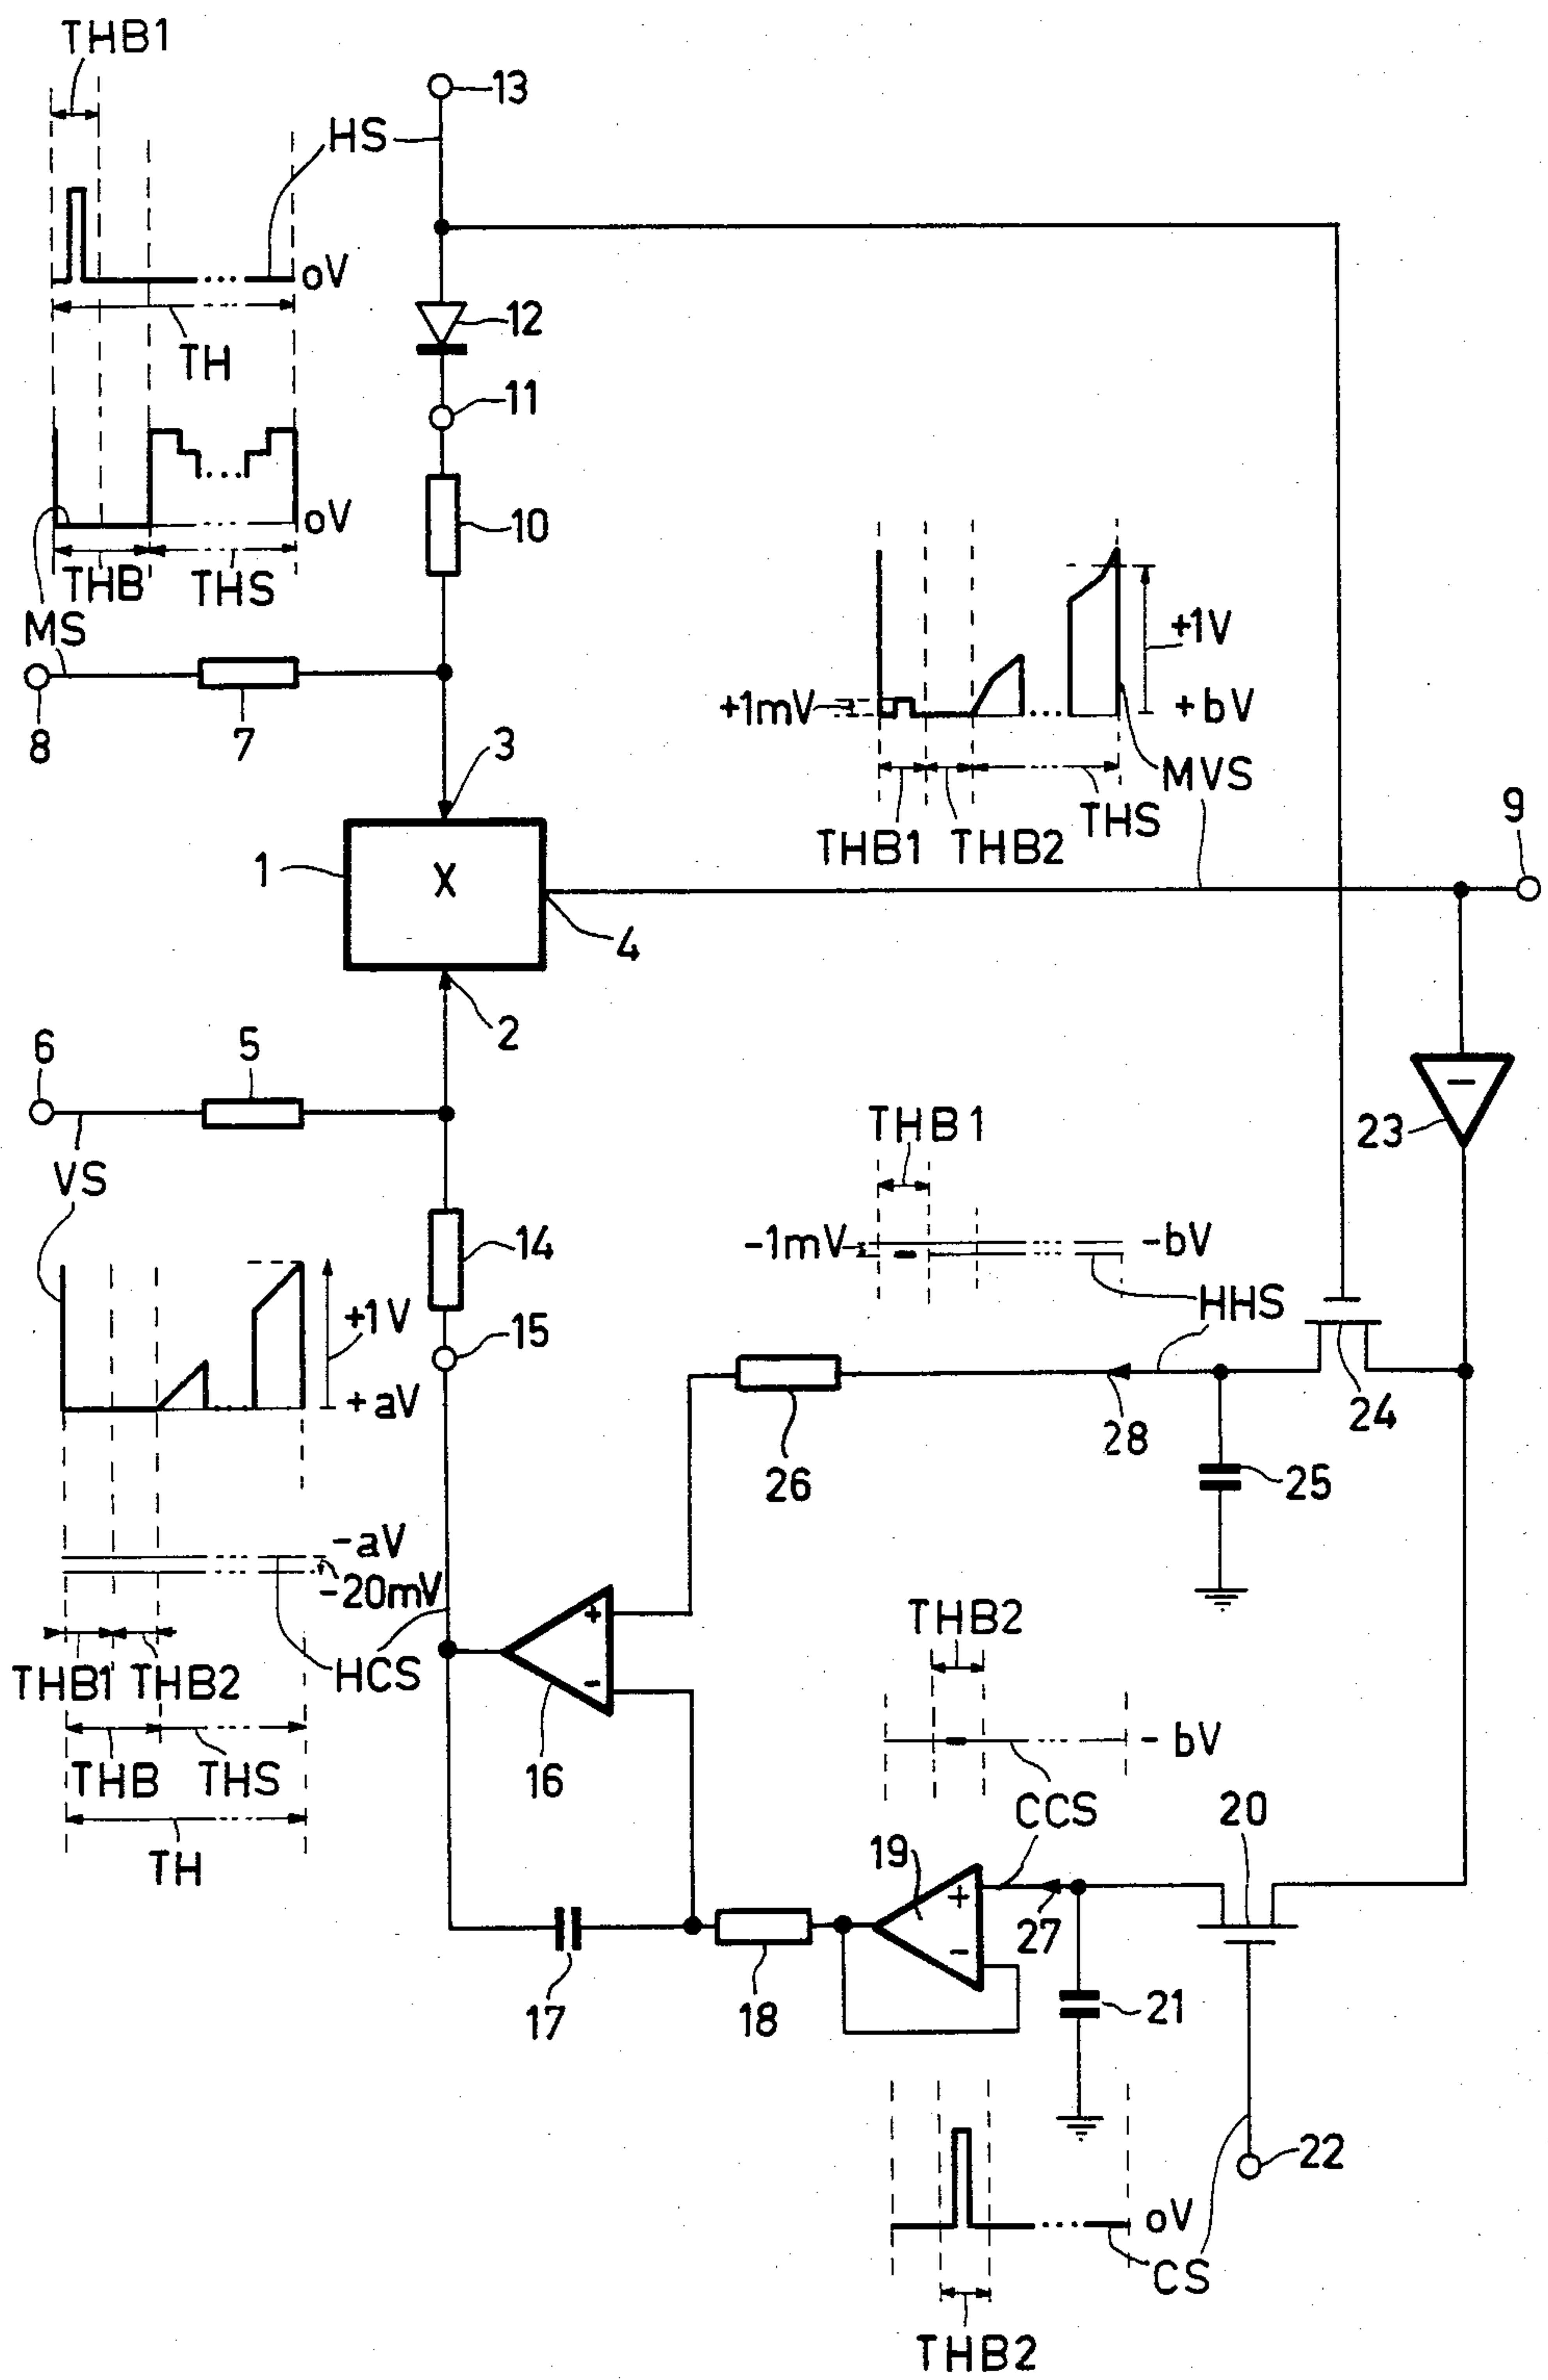 THB1
13
HS
oV
12
TH
11
10
oV
THB
THS
MS
8
7
3
+1V
+1mV
+bV
MVS
THB1
THB2
THS
9
1
X
4
2
6
5
VS
THB1
-
23
-1mV
-bV
HHS
14
15
+1V
+aV
28
24
26
25
-aV
-20mV
THB1
THB2
HCS
+
-
16
THB2
-bV
THB
THS
CCS
20
TH
19
+
-
27
17
18
21
22
oV
CS
THB2